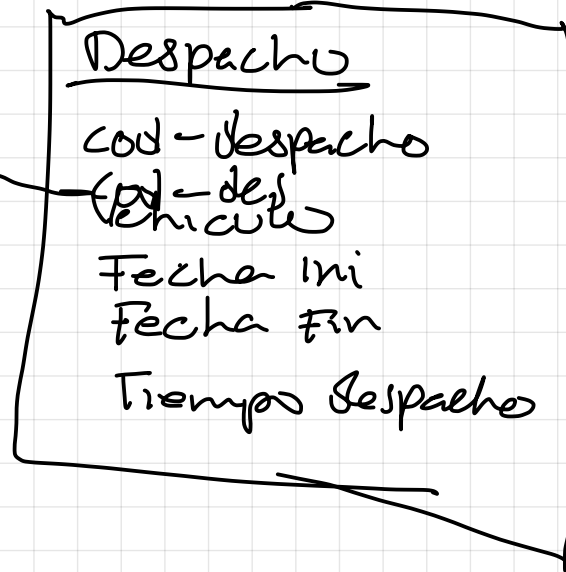 Despacho
cod-despacho
cod-des
Vehiculo
Fecha Ini
Fecha Fin
Tiempo despacho